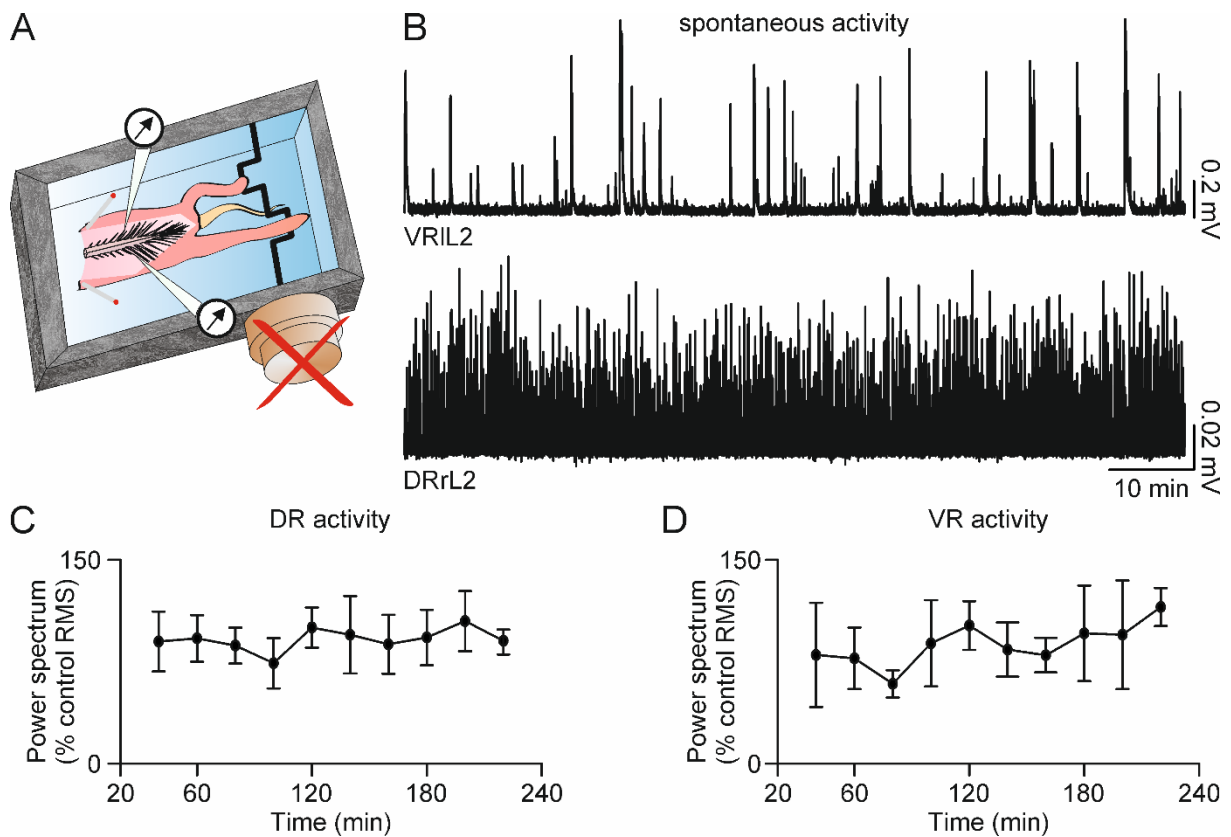 A
B
spontaneous activity
0.2 mV
VRlL2
0.02 mV
DRrL2
10 min
C
DR activity
Power spectrum
(% control RMS)
150
0
20 60 120 180 240
Time (min)
D
VR activity
Power spectrum
(% control RMS)
150
0
20 60 120 180 240
Time (min)